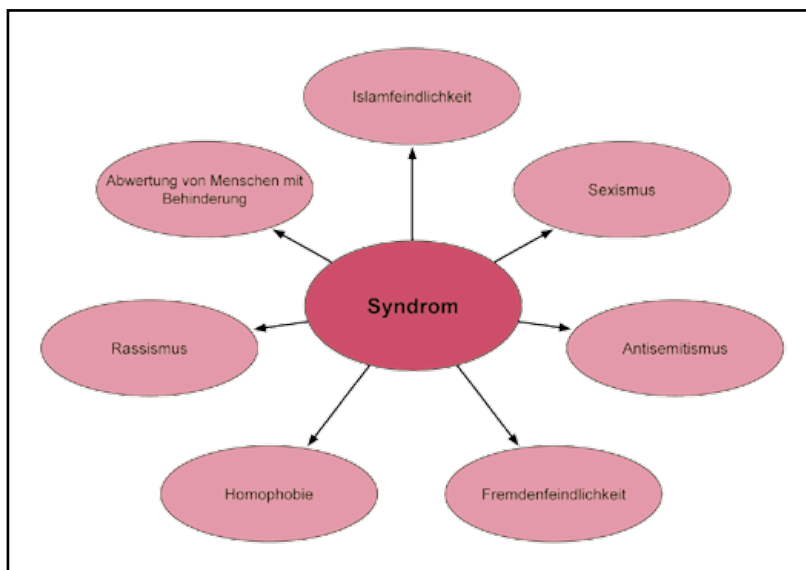 Islamfeindlichkeit
Abwertung von Menschen mit
Behinderung
Sexismus
Syndrom
Rassismus
Antisemitismus
Homophobie
Fremdenfeindlichkeit